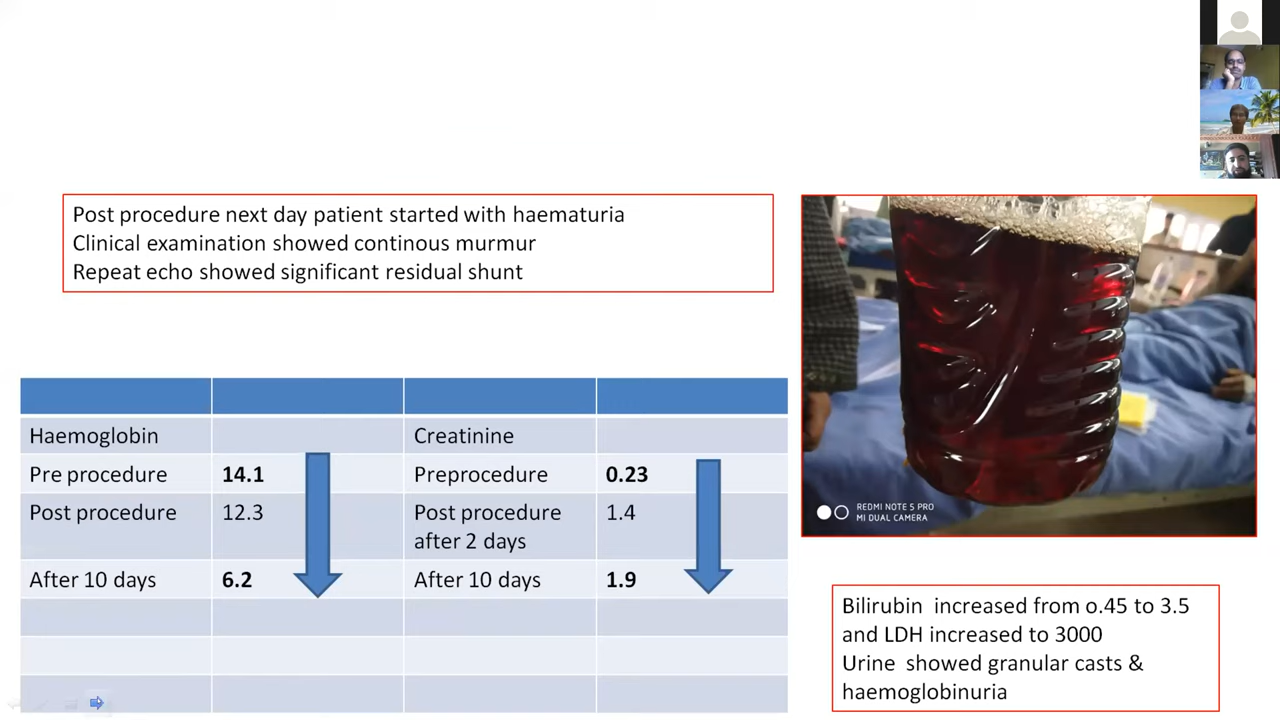 Post procedure next day patient started with haematuria
Clinical examination showed continous murmur
Repeat echo showed significant residual shunt
Haemoglobin
Creatinine
Pre procedure
14.1
Preprocedure
0.23
Post procedure
12.3
Post procedure
after 2 days
1.4
After 10 days
6.2
After 10 days
1.9
REDMI NOTE 5 PRO
MI DUAL CAMERA
Bilirubin increased from o.45 to 3.5
and LDH increased to 3000
Urine showed granular casts &
haemoglobinuria